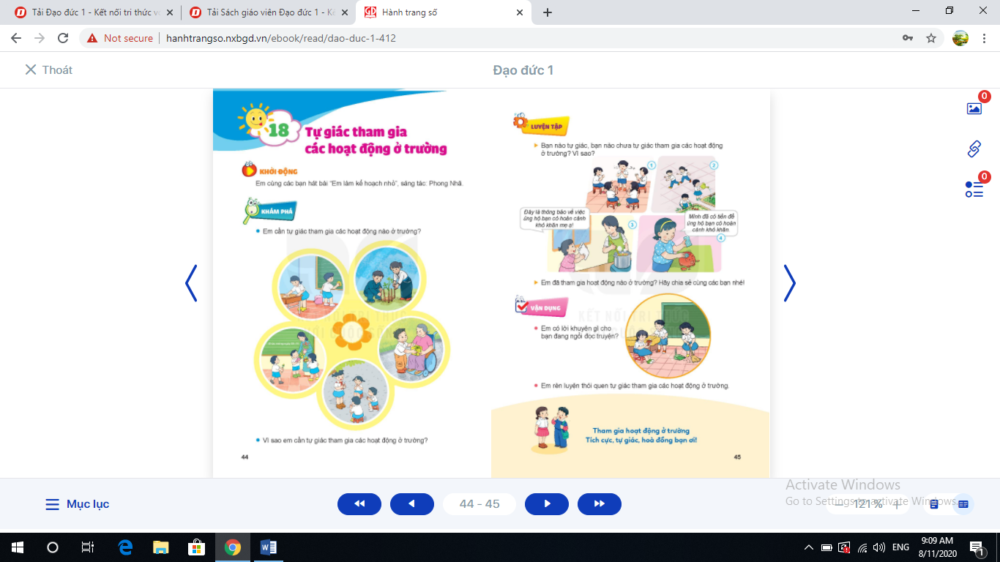 Tải Đạo đức 1 - Kết nối tri thức v
Tải Sách giáo viên Đạo đức 1 - Kế
Hành trang số
Not secure
hanhtrangso.nxbgd.vn/ebook/read/dao-duc-1-412
Thoát
Đạo đức 1
0
0
18
Tự giác tham gia
các hoạt động ở trường
KHỞI ĐỘNG
Em cùng các bạn hát bài "Em làm kế hoạch nhỏ", sáng tác: Phong Nhã.
KHÁM PHÁ
Em cần tự giác tham gia các hoạt động nào ở trường?
Vì sao em cần tự giác tham gia các hoạt động ở trường?
44
LUYỆN TẬP
Bạn nào tự giác, bạn nào chưa tự giác tham gia các hoạt động
ở trường? Vì sao?
1
2
Đây là thông báo về việc
ủng hộ bạn có hoàn cảnh
khó khăn mẹ ạ!
3
Mình đã có tiền để
ủng hộ bạn có hoàn
cảnh khó khăn.
4
Em đã tham gia hoạt động nào ở trường? Hãy chia sẻ cùng các bạn nhé!
VẬN DỤNG
KẾT NỐI TRI THỨC
Em có lời khuyên gì cho
bạn đang ngồi đọc truyện?
Em rèn luyện thói quen tự giác tham gia các hoạt động ở trường.
Tham gia hoạt động ở trường
Tích cực, tự giác, hoà đồng bạn ơi!
45
Mục lục
44 - 45
121 %
Activate Windows
Go to Settings to activate Windows.
ENG
9:09 AM
8/11/2020
1